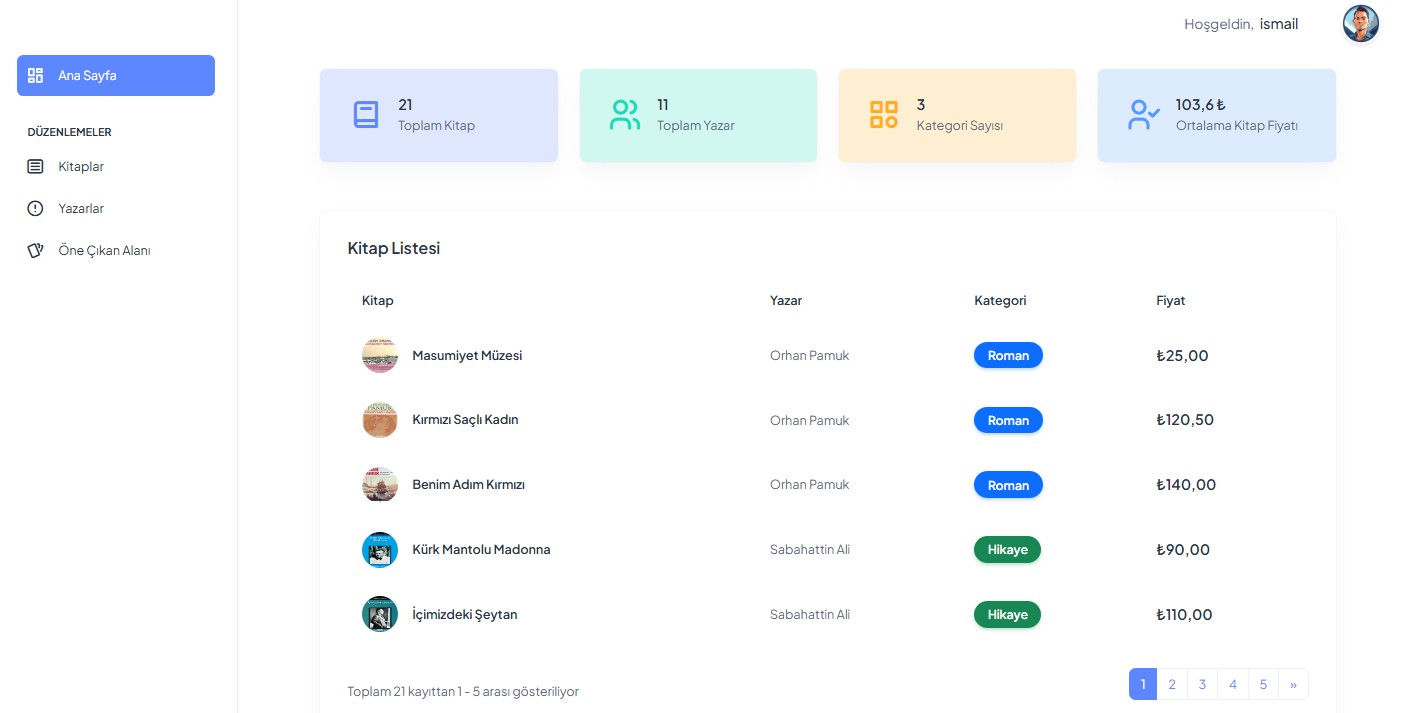 Hoşgeldin, ismail
Ana Sayfa
DÜZENLEMELER
Kitaplar
Yazarlar
Öne Çıkan Alanı
21
Toplam Kitap
11
Toplam Yazar
3
Kategori Sayısı
103,6 ₺
Ortalama Kitap Fiyatı
Kitap Listesi
Kitap Yazar Kategori Fiyat
Masumiyet Müzesi Orhan Pamuk Roman ₺25,00
Kırmızı Saçlı Kadın Orhan Pamuk Roman ₺120,50
Benim Adım Kırmızı Orhan Pamuk Roman ₺140,00
Kürk Mantolu Madonna Sabahattin Ali Hikaye ₺90,00
İçimizdeki Şeytan Sabahattin Ali Hikaye ₺110,00
Toplam 21 kayıttan 1 - 5 arası gösteriliyor
1 2 3 4 5 »